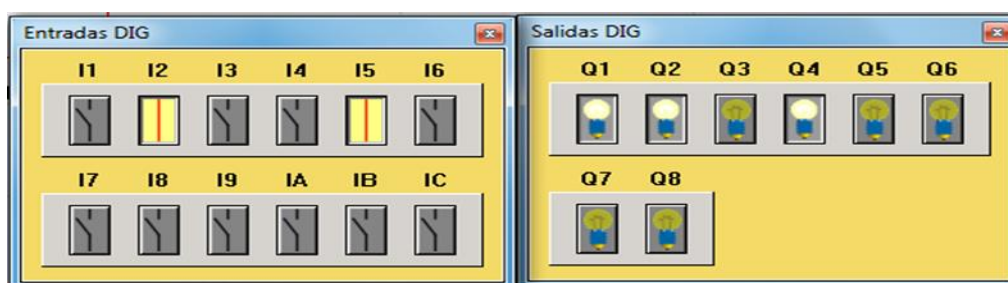 Entradas DIG
I1 I2 I3 I4 I5 I6
I7 I8 I9 IA IB IC
Salidas DIG
Q1 Q2 Q3 Q4 Q5 Q6
Q7 Q8